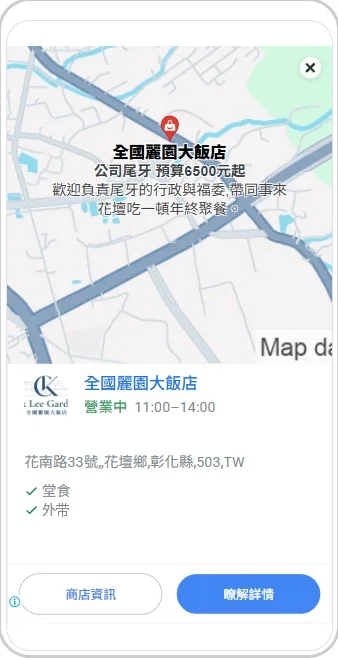 全國麗園大飯店
公司尾牙 預算6500元起
歡迎負責尾牙的行政與福委,帶同事來
花壇吃一頓年終聚餐。
Map da
CK
s Lee Gard
全國麗園大飯店
全國麗園大飯店
營業中 11:00–14:00
花南路33號,,花壇鄉,彰化縣,503,TW
堂食
外带
商店資訊
瞭解詳情